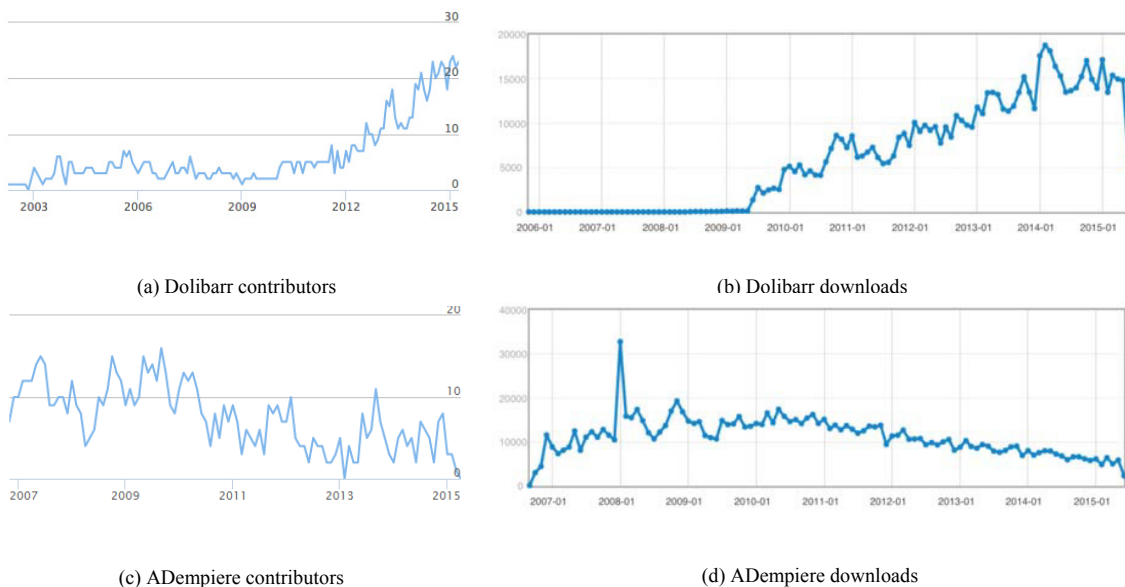 30
20
10
0
2003 2006 2009 2012 2015
(a) Dolibarr contributors
20000
15000
10000
5000
0
2006-01 2007-01 2008-01 2009-01 2010-01 2011-01 2012-01 2013-01 2014-01 2015-01
(b) Dolibarr downloads
20
10
0
2007 2009 2011 2013 2015
(c) ADempiere contributors
40000
30000
20000
10000
0
2007-01 2008-01 2009-01 2010-01 2011-01 2012-01 2013-01 2014-01 2015-01
(d) ADempiere downloads